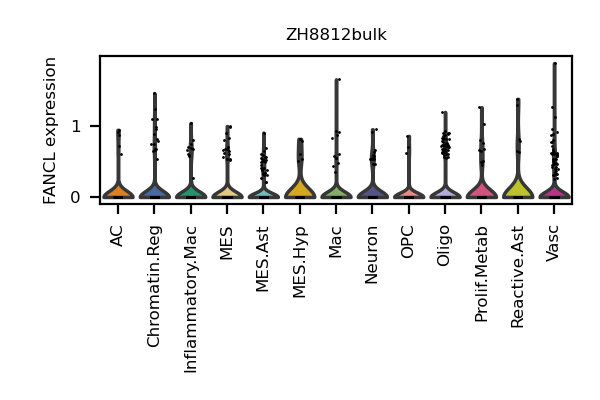 ZH8812bulk
FANCL expression
1
0
AC
Chromatin.Reg
Inflammatory.Mac
MES
MES.Ast
MES.Hyp
Mac
Neuron
OPC
Oligo
Prolif.Metab
Reactive.Ast
Vasc